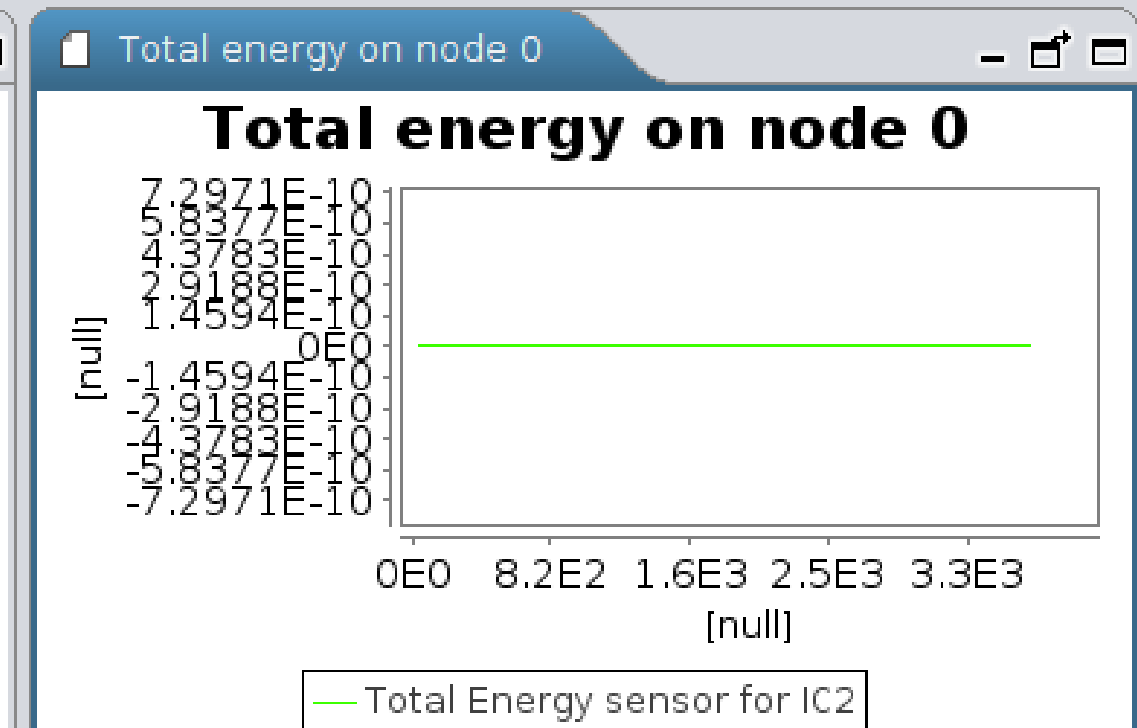 Total energy on node 0
Total energy on node 0
7.2971E-10
5.8377E-10
4.3783E-10
2.9188E-10
1.4594E-10
0E0
-1.4594E-10
-2.9188E-10
-4.3783E-10
-5.8377E-10
-7.2971E-10
[null]
0E0 8.2E2 1.6E3 2.5E3 3.3E3
[null]
Total Energy sensor for IC2